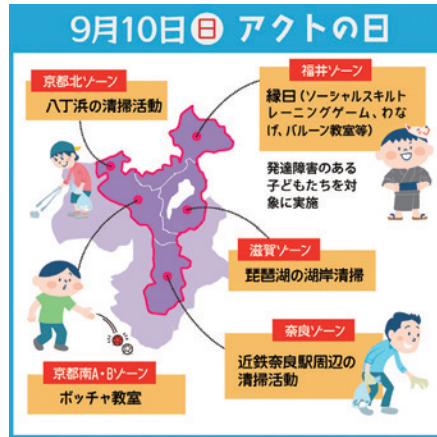 9月10日㊐ アクトの日
京都北ゾーン
八丁浜の清掃活動
福井ゾーン
縁日(ソーシャルスキルト
レーニングゲーム、わな
げ、バルーン教室等)
発達障害のある
子どもたちを対
象に実施
滋賀ゾーン
琵琶湖の湖岸清掃
奈良ゾーン
近鉄奈良駅周辺の
清掃活動
京都南A・Bゾーン
ボッチャ教室